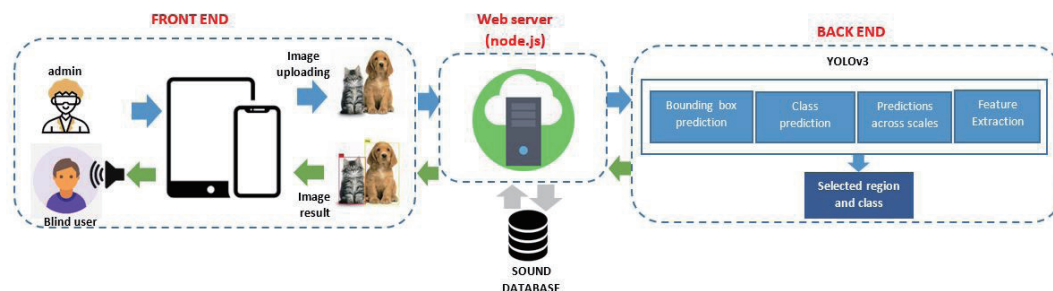 FRONT END
Web server
(node.js)
BACK END
admin
Image
uploading
YOLOv3
Bounding box
prediction
Class
prediction
Predictions
across scales
Feature
Extraction
Selected region
and class
Image
result
Blind user
SOUND
DATABASE